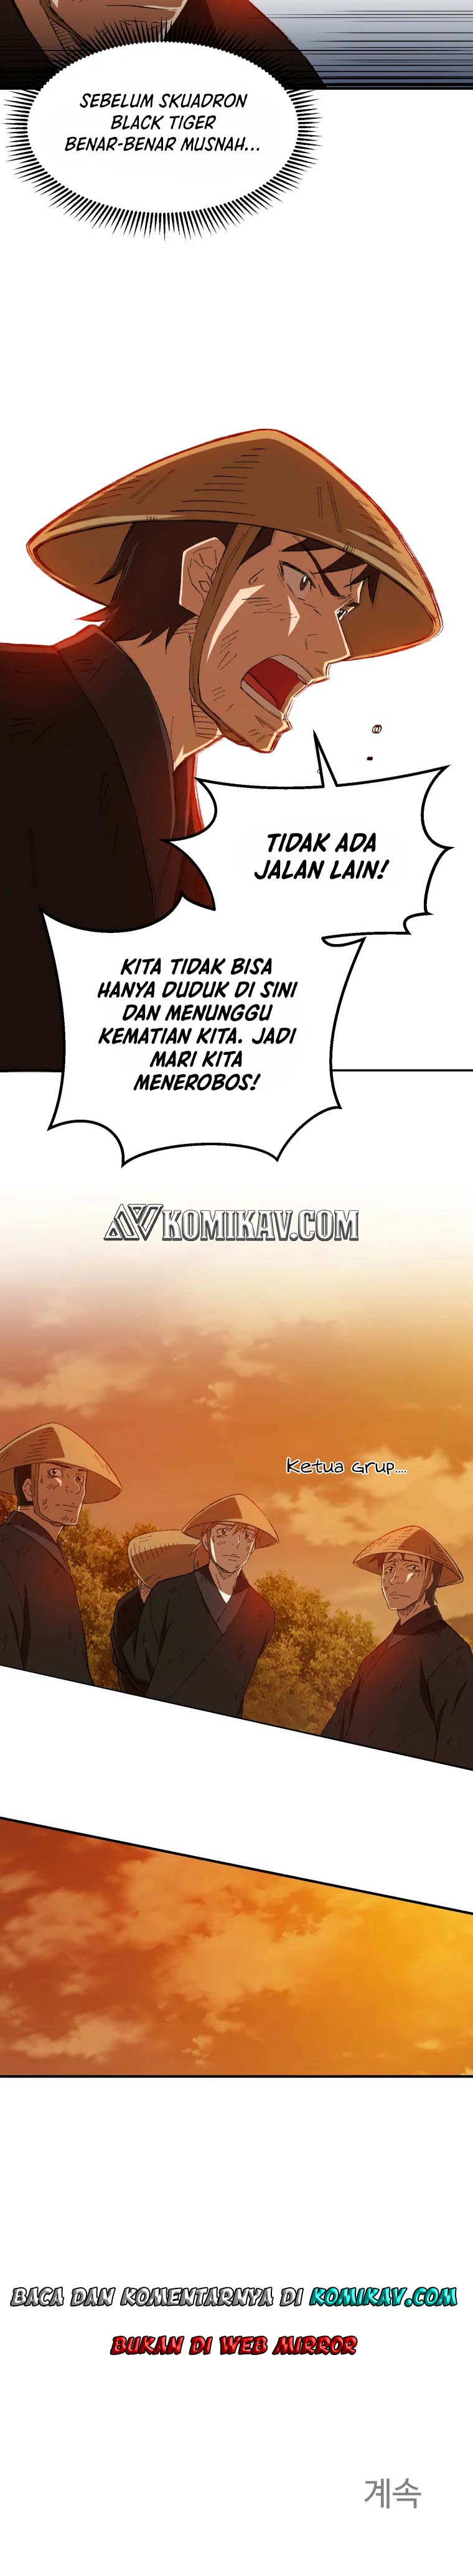 SEBELUM SKUADRON
BLACK TIGER
BENAR-BENAR MUSNAH...
TIDAK ADA
JALAN LAIN!
KITA TIDAK BISA
HANYA DUDUK DI SINI
DAN MENUNGGU
KEMATIAN KITA. JADI
MARI KITA
MENEROBOS!
KOMIKAV.COM
Ketua Grup....
BACA DAN KOMENTARNYA DI KOMIKAV.COM
BUKAN DI WEB MIRROR
계속